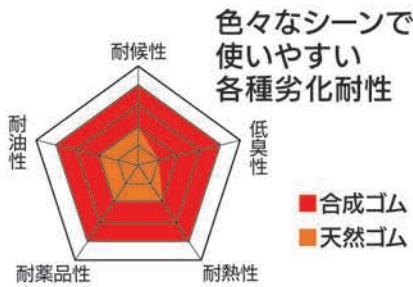 色々なシーンで
使いやすい
各種劣化耐性
耐候性
耐油性
低臭性
耐薬品性
耐熱性
合成ゴム
天然ゴム